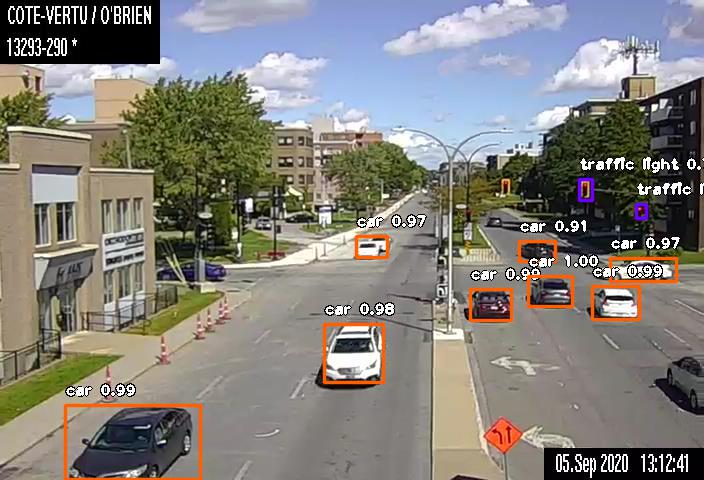 COTE-VERTU / O'BRIEN
13293-290 *
traffic light 0.
traffic l
car 0.97
car 0.91
car 0.97
car 1.00
car 0.99
car 0.99
car 0.98
car 0.99
05.Sep 2020 13:12:41